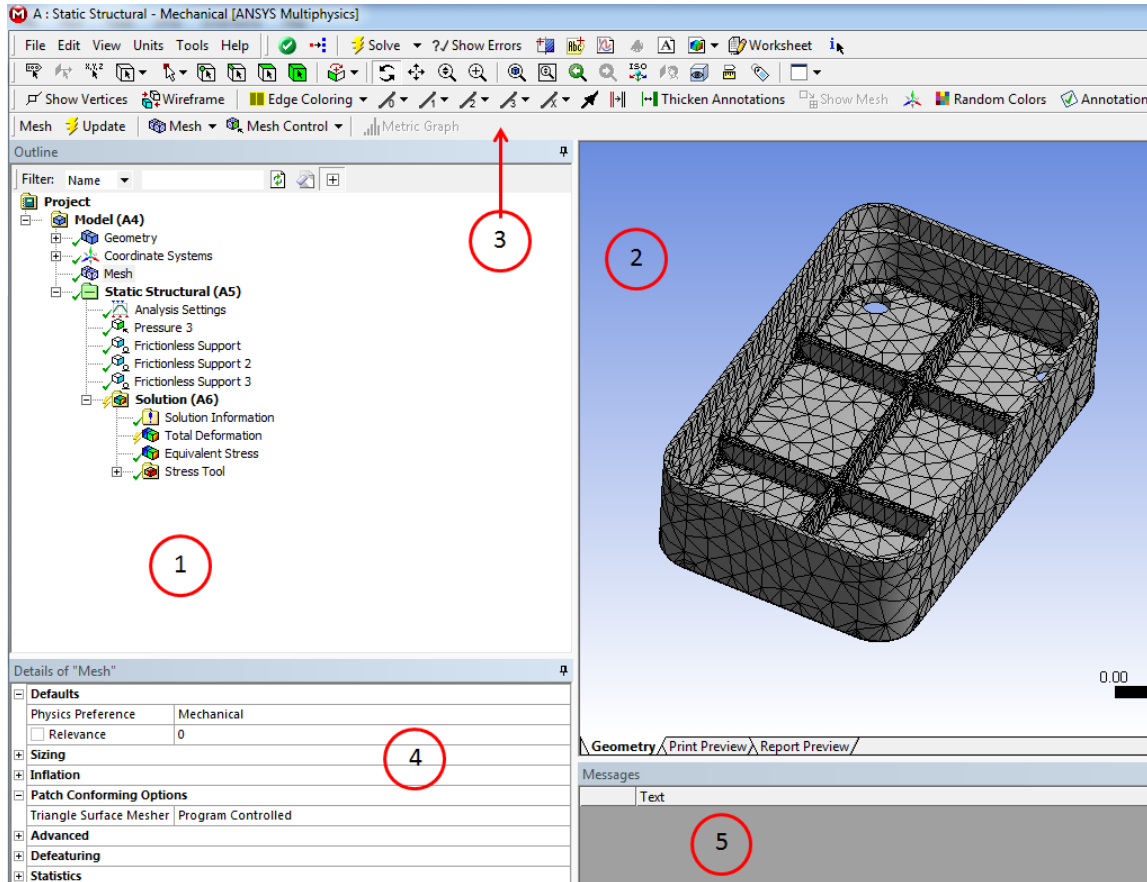 A : Static Structural - Mechanical [ANSYS Multiphysics]
File Edit View Units Tools Help Solve ?√ Show Errors Worksheet
Show Vertices Wireframe Edge Coloring Thicken Annotations Show Mesh Random Colors Annotation
Mesh Update Mesh Mesh Control Metric Graph
Outline
Filter: Name
3
2
Project
Model (A4)
Geometry
Coordinate Systems
Mesh
Static Structural (A5)
Analysis Settings
Pressure 3
Frictionless Support
Frictionless Support 2
Frictionless Support 3
Solution (A6)
Solution Information
Total Deformation
Equivalent Stress
Stress Tool
1
Details of "Mesh"
Defaults
Physics Preference Mechanical
Relevance 0
Sizing
Inflation
Patch Conforming Options
Triangle Surface Mesher Program Controlled
Advanced
Defeaturing
Statistics
4
0.00
Geometry Print Preview Report Preview
Messages
Text
5